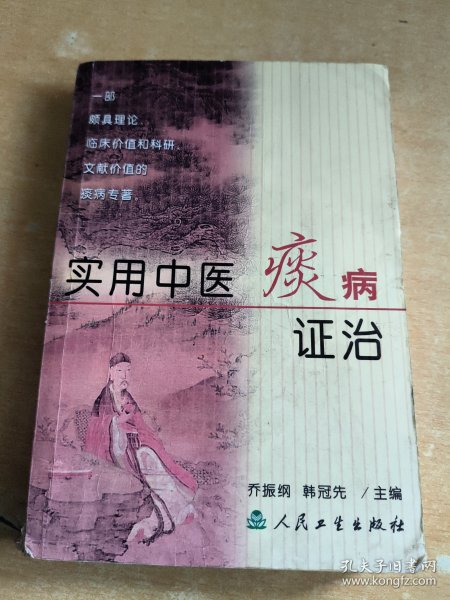 一部
颇具理论、
临床价值和科研、
文献价值的
痰病专著。
实用中医痰病
证治
乔振纲 韩冠先 /主编
人民卫生出版社
孔夫子旧书网
www.kongfz.com